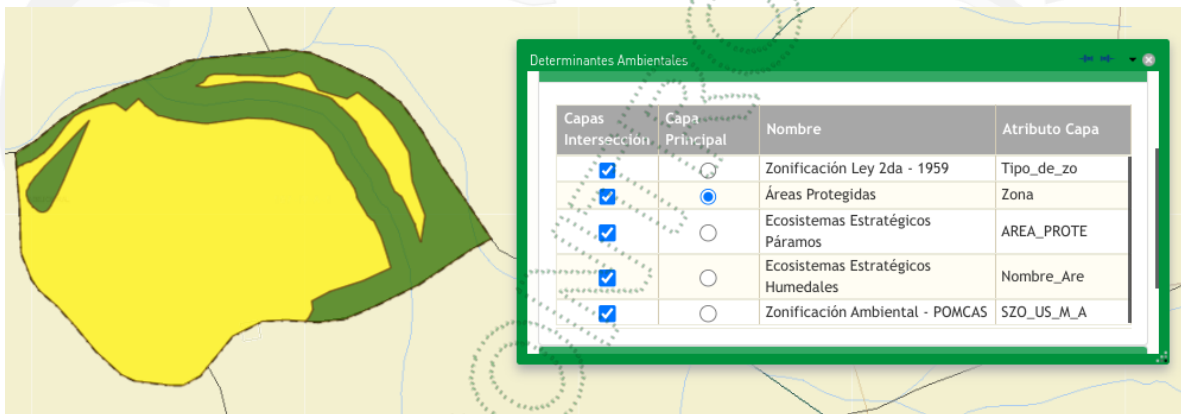 Determinantes Ambientales
Capas
Intersección
Capa
Principal
Nombre
Atributo Capa
Zonificación Ley 2da - 1959
Tipo_de_zo
Áreas Protegidas
Zona
Ecosistemas Estratégicos
Páramos
AREA_PROTE
Ecosistemas Estratégicos
Humedales
Nombre_Are
Zonificación Ambiental - POMCAS
SZO_US_M_A